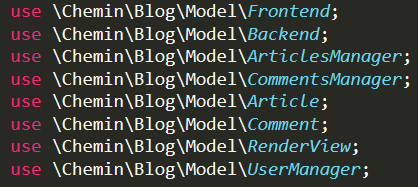 use \Chemin\Blog\Model\Frontend;
use \Chemin\Blog\Model\Backend;
use \Chemin\Blog\Model\ArticlesManager;
use \Chemin\Blog\Model\CommentsManager;
use \Chemin\Blog\Model\Article;
use \Chemin\Blog\Model\Comment;
use \Chemin\Blog\Model\RenderView;
use \Chemin\Blog\Model\UserManager;